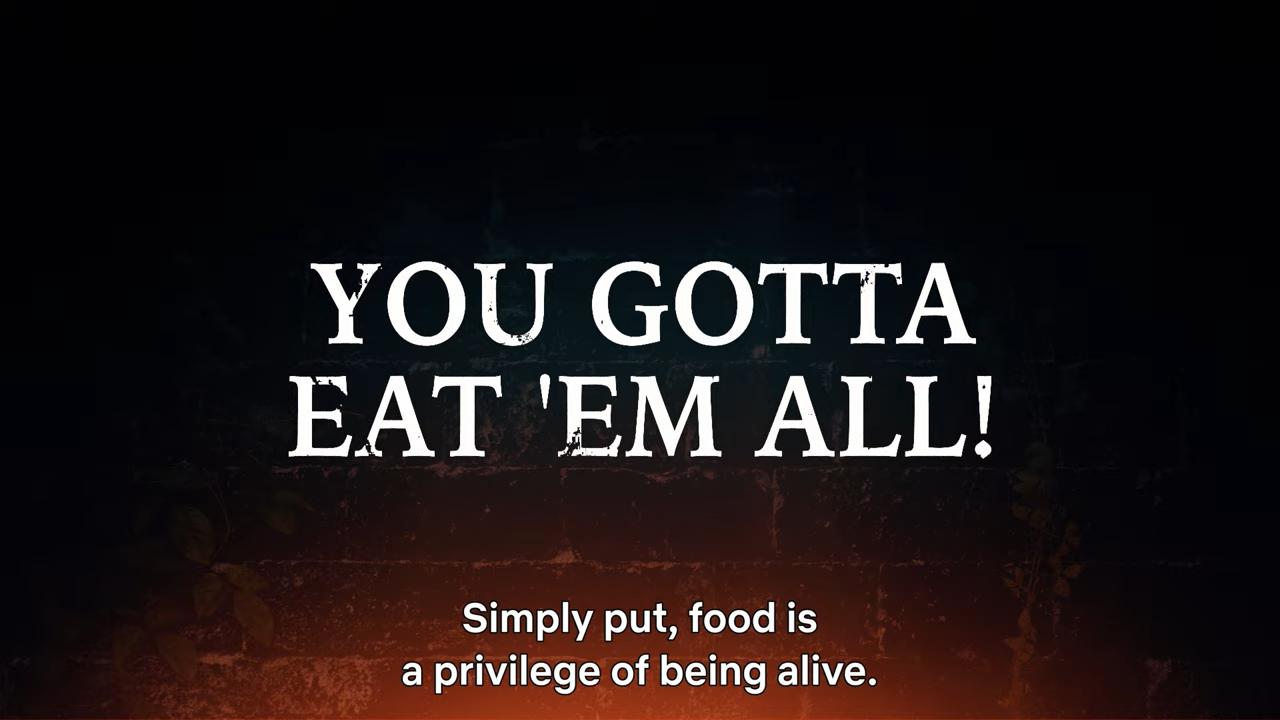 YOU GOTTA
EAT 'EM ALL!
Simply put, food is
a privilege of being alive.